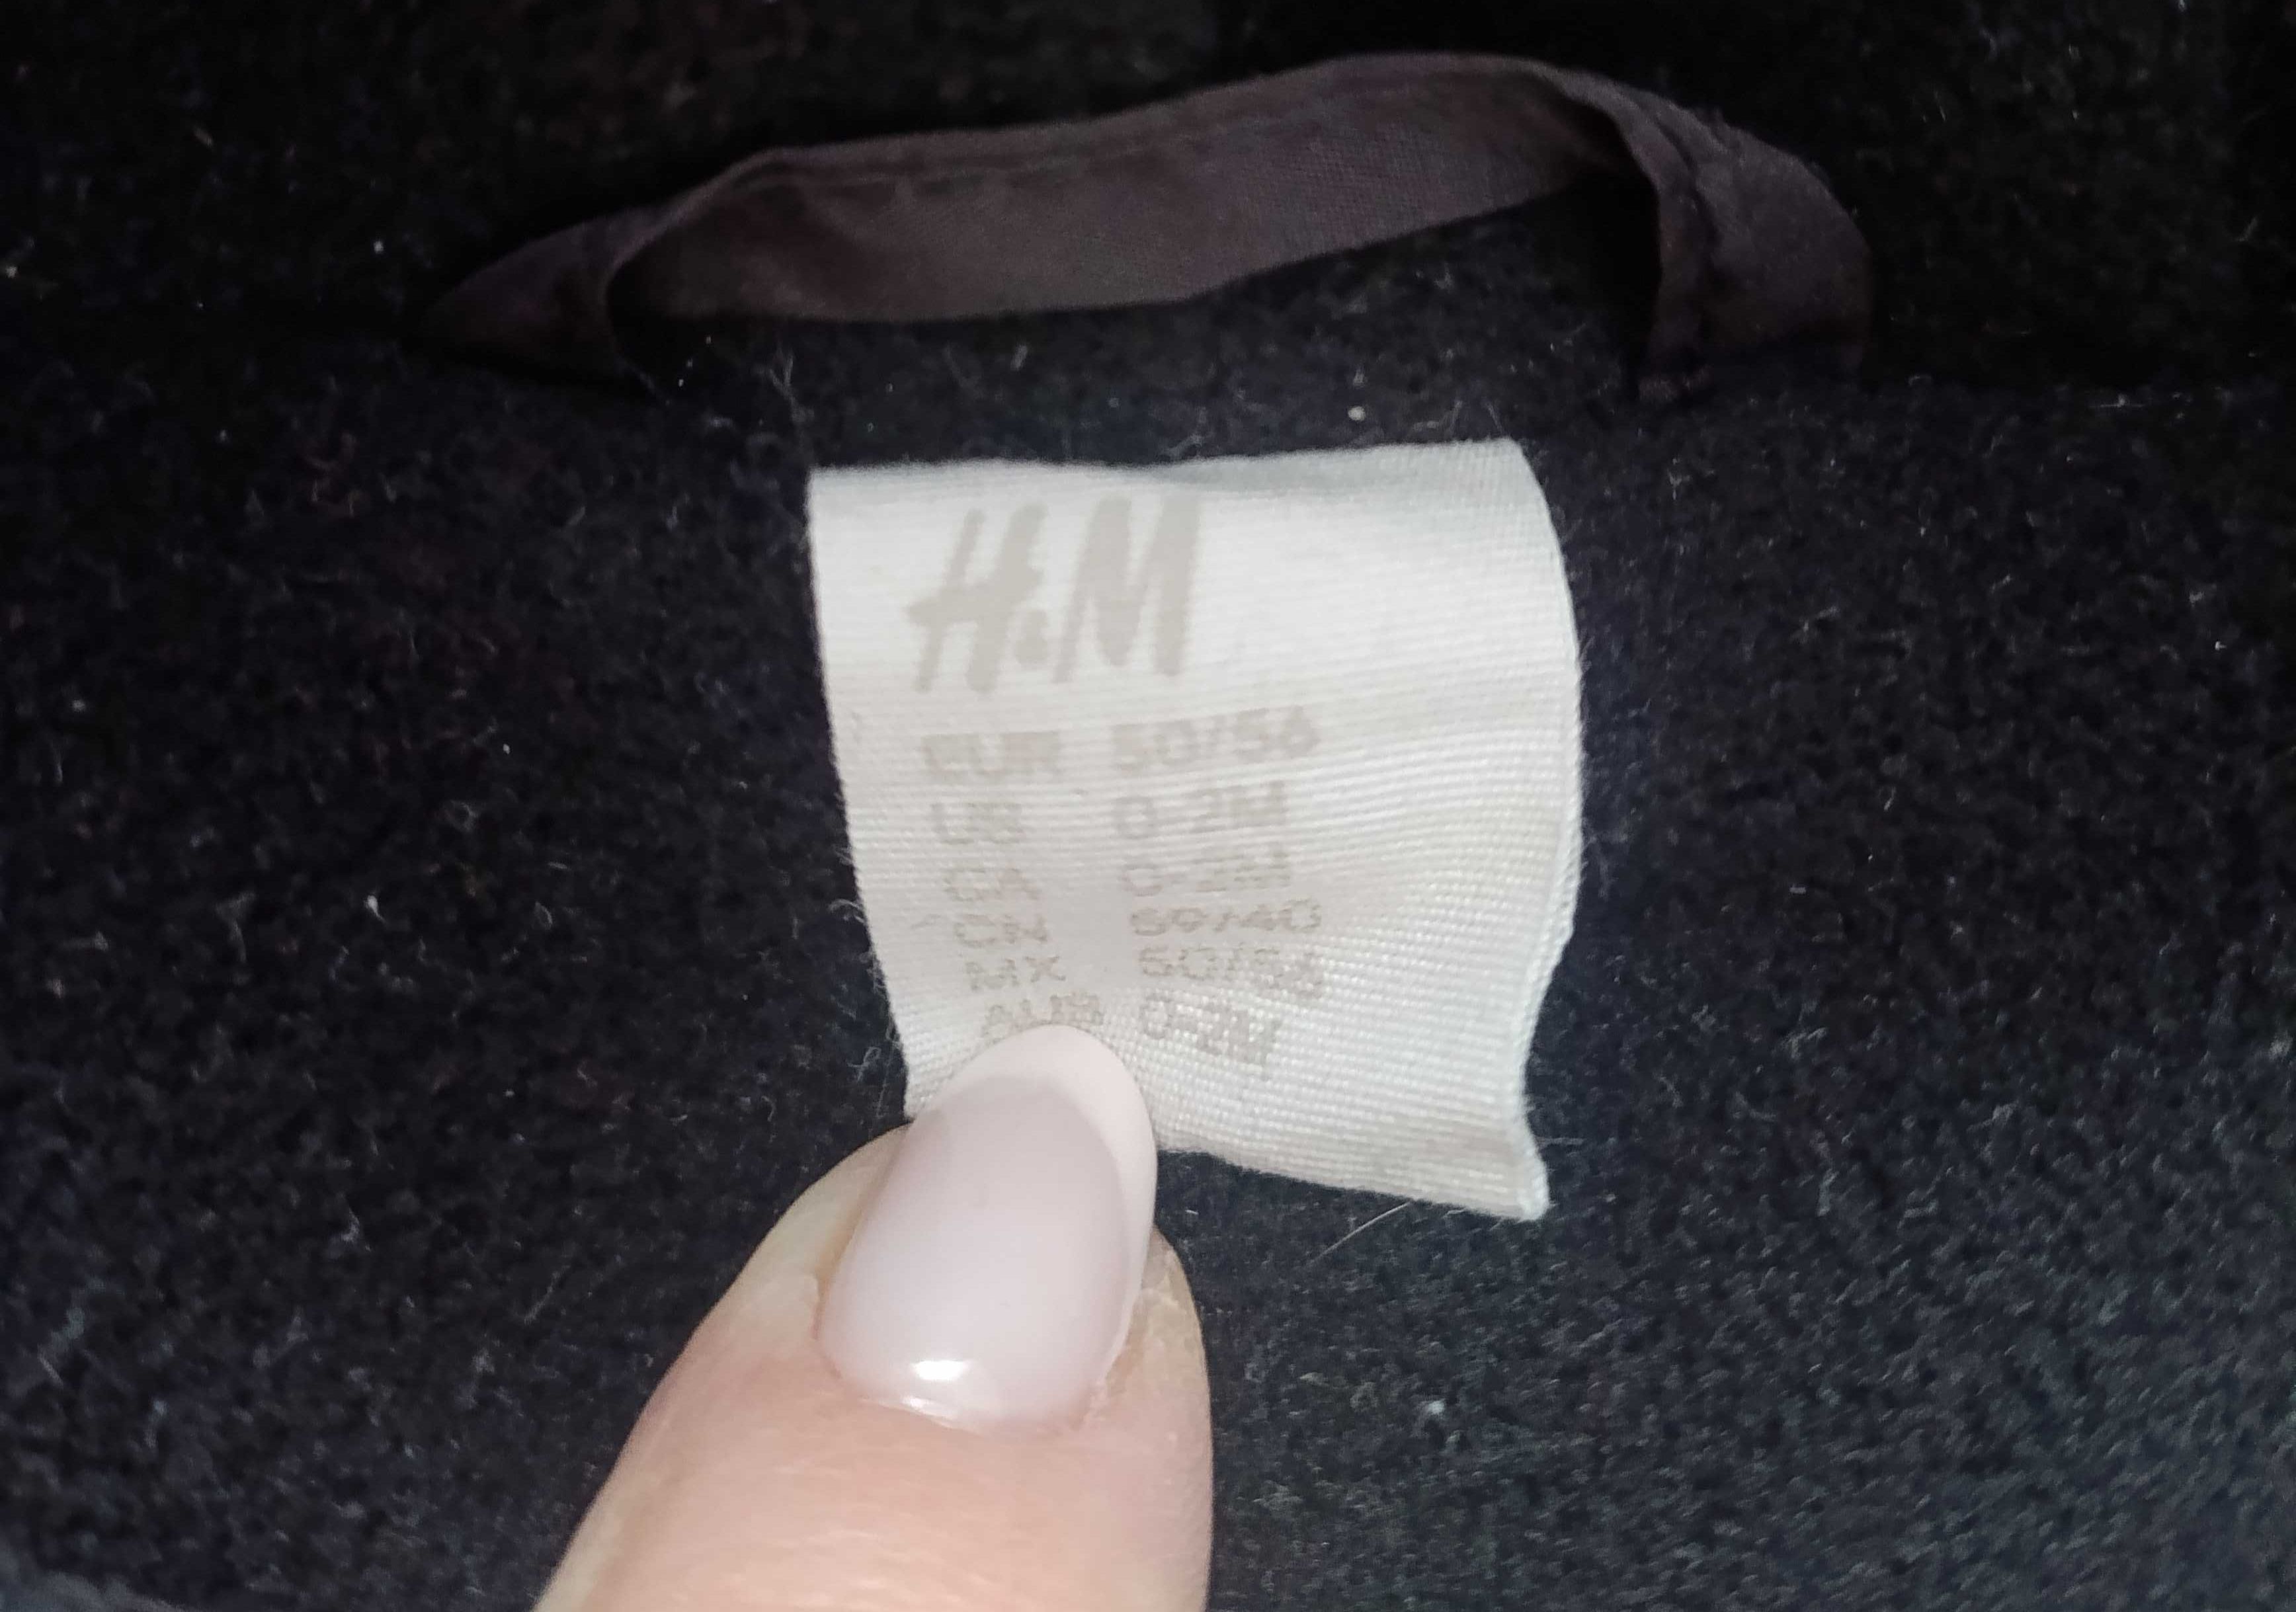 H&M
EUR 50/56
US 0-2M
CA 0-2M
CN 59/40
MX 50/56
AUS 0-2M